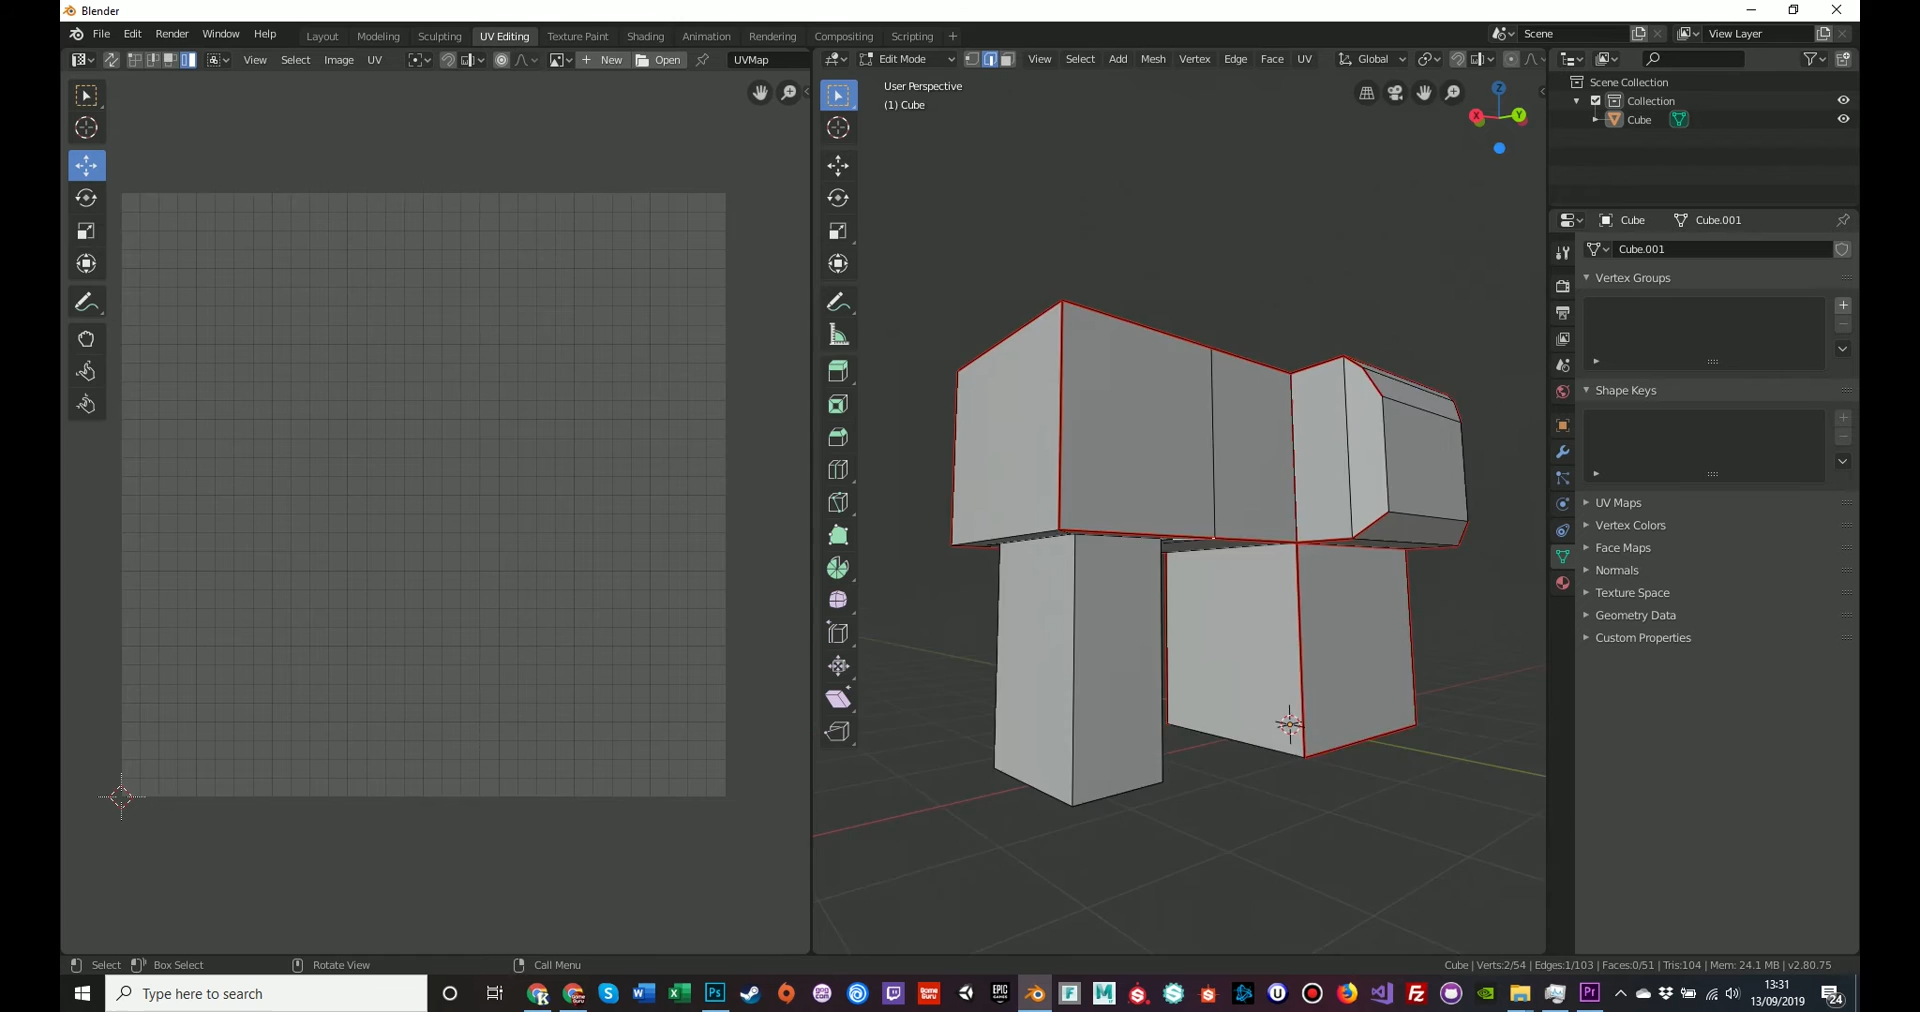 Blender
File Edit Render Window Help
Layout Modeling Sculpting UV Editing Texture Paint Shading Animation Rendering Compositing Scripting
Scene
View Layer
View Select Image UV
New
Open
UVMap
Edit Mode
View Select Add Mesh Vertex Edge Face UV
Global
User Perspective
(1) Cube
Z
X
Y
Scene Collection
Collection
Cube
Cube
Cube.001
Cube.001
Vertex Groups
Shape Keys
UV Maps
Vertex Colors
Face Maps
Normals
Texture Space
Geometry Data
Custom Properties
Select
Box Select
Rotate View
Call Menu
Cube | Verts:2/54 | Edges:1/103 | Faces:0/51 | Tris:104 | Mem: 24.1 MB | v2.80.75
Type here to search
13:31
13/09/2019
24